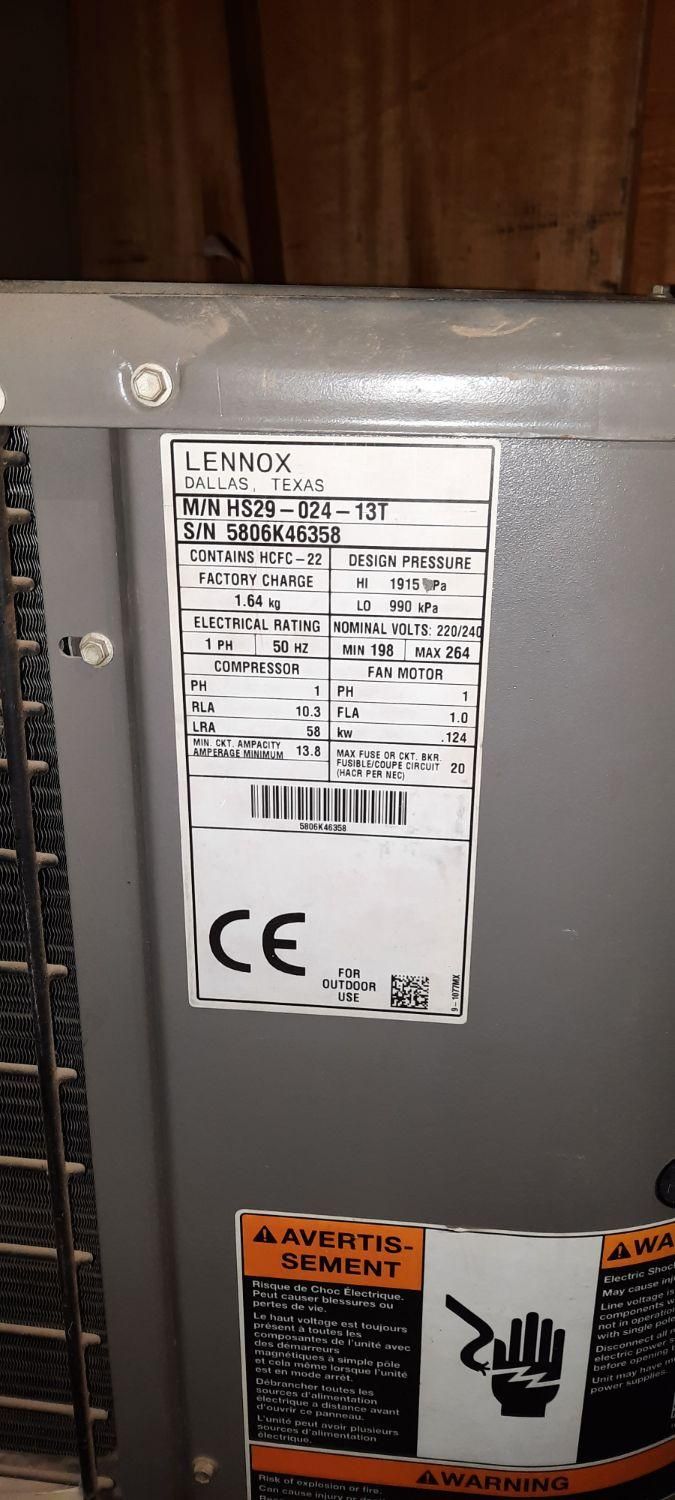 LENNOX
DALLAS, TEXAS
M/N HS29-024-13T
S/N 5806K46358
CONTAINS HCFC-22
DESIGN PRESSURE
FACTORY CHARGE
HI 1915 Pa
1.64 kg
LO 990 kPa
ELECTRICAL RATING
NOMINAL VOLTS: 220/240
1 PH 50 HZ
MIN 198 MAX 264
COMPRESSOR
FAN MOTOR
PH 1
PH 1
RLA 10.3
FLA 1.0
LRA 58
kw .124
MIN. CKT. AMPACITY
AMPERAGE MINIMUM 13.8
MAX FUSE OR CKT. BKR.
FUSIBLE/COUPE CIRCUIT 20
(HACR PER NEC)
5806K46358
CE
FOR
OUTDOOR
USE
9-1077MX
AVERTIS-
SEMENT
Risque de Choc Électrique.
Peut causer blessures ou
pertes de vie.
Le haut voltage est toujours
présent à toutes les
composantes de l'unité avec
des démarreurs
magnétiques à simple pôle
et cela même lorsque l'unité
est en mode arrêt.
Débrancher toutes les
sources d'alimentation
électrique a distance avant
d'ouvrir ce panneau.
L'unité peut avoir plusieurs
sources d'alimentation
électrique.
WA
Electric Shoc
May cause inj
Line voltage is
components w
not in operatio
with single pole
Disconnect all r
electric power s
before opening
Unit may have m
power supplies.
WARNING
Risk of explosion or fire.
Can cause injury or